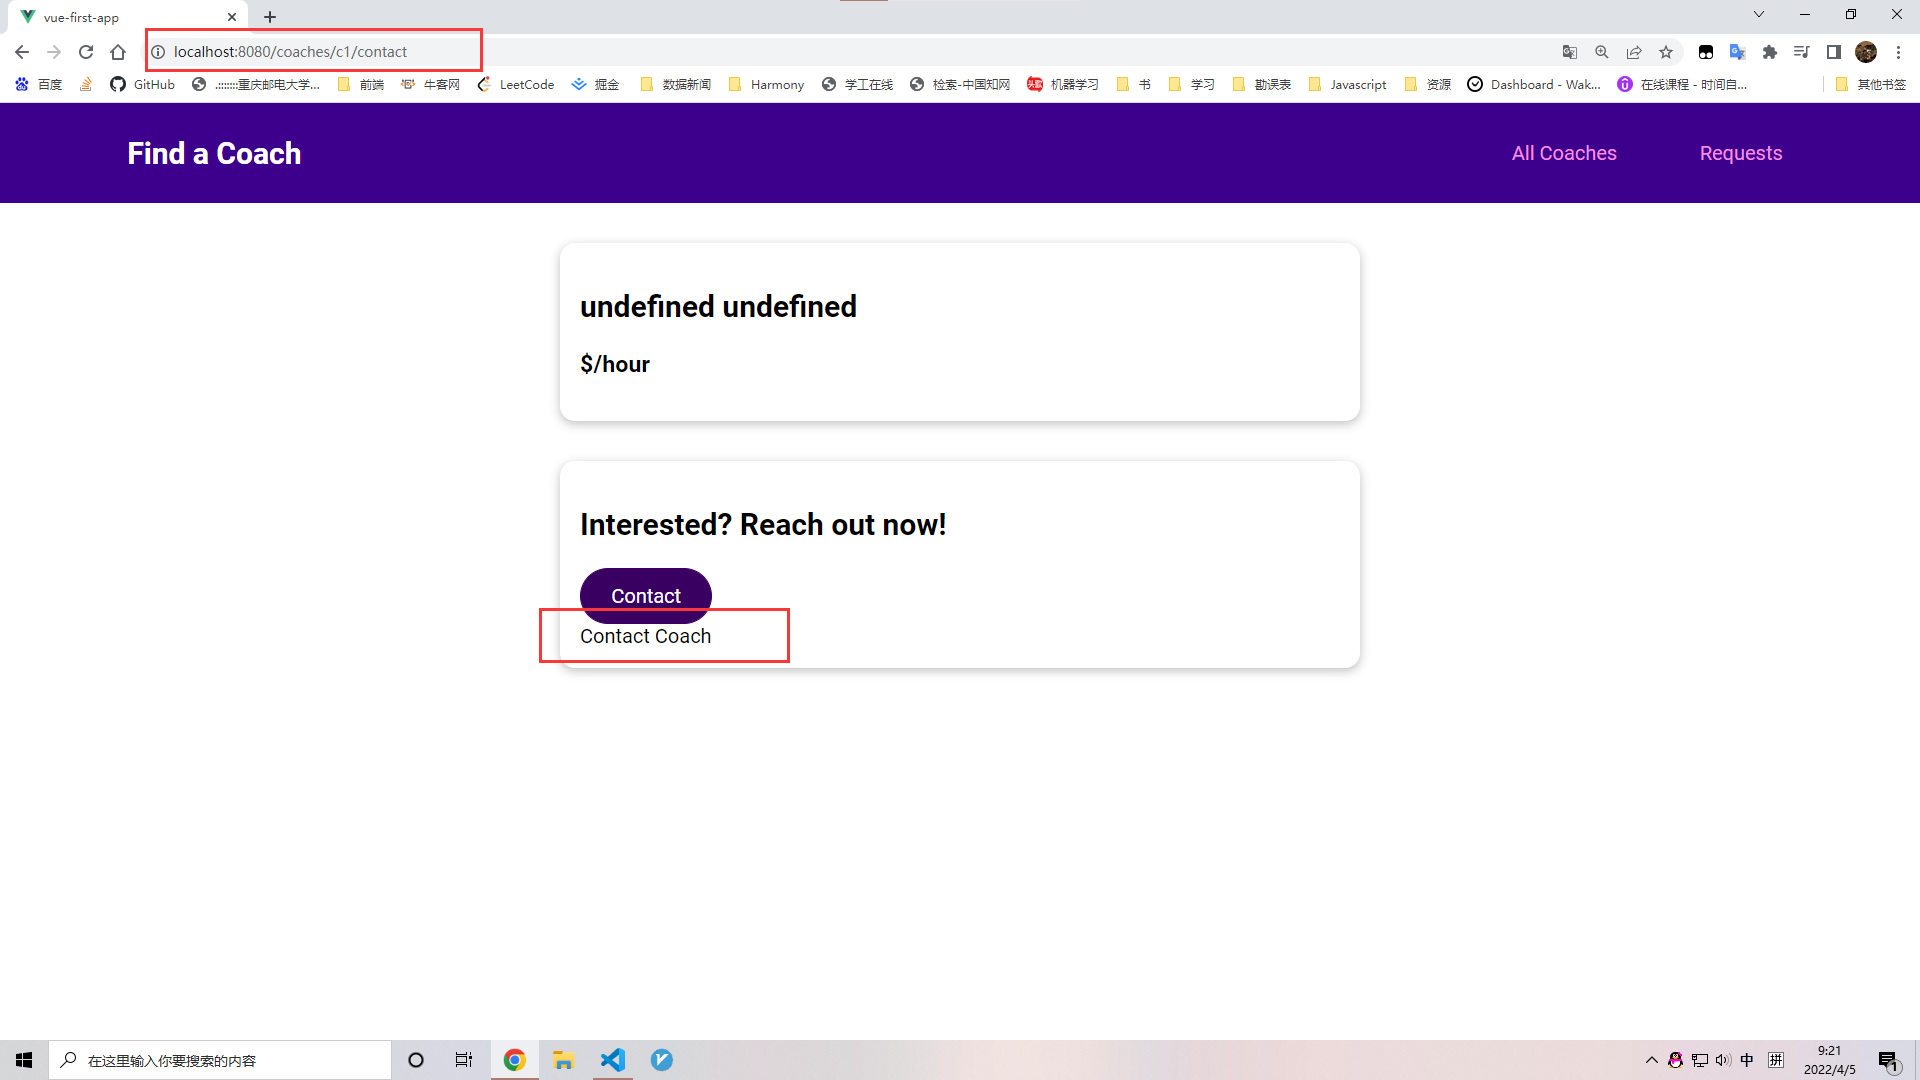 vue-first-app
localhost:8080/coaches/c1/contact
百度 GitHub .:::::::重庆邮电大学... 前端 牛客网 LeetCode 掘金 数据新闻 Harmony 学工在线 检索-中国知网 机器学习 书 学习 勘误表 Javascript 资源 Dashboard - Wak... 在线课程 - 时间自... 其他书签
Find a Coach All Coaches Requests
undefined undefined
$/hour
Interested? Reach out now!
Contact
Contact Coach
在这里输入你要搜索的内容
中 拼 9:21
2022/4/5
1